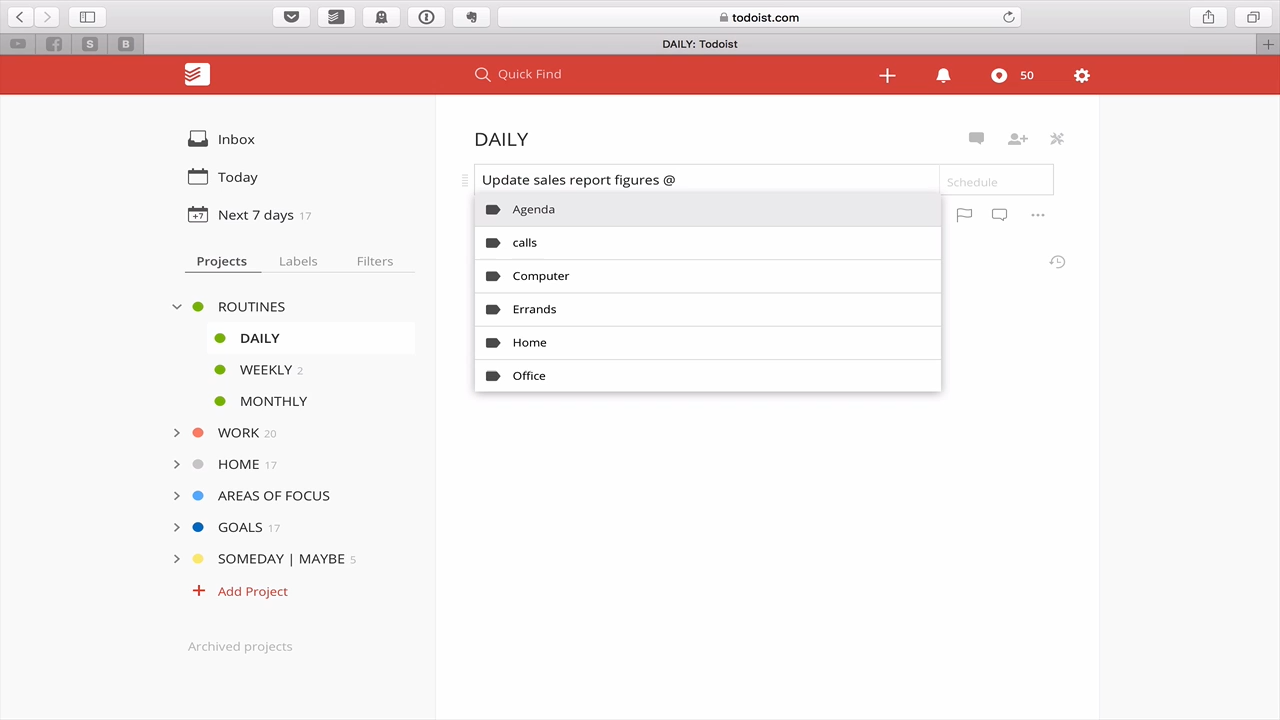 todoist.com
S
B
DAILY: Todoist
Quick Find
50
Inbox
Today
+7 Next 7 days 17
Projects Labels Filters
ROUTINES
DAILY
WEEKLY 2
MONTHLY
WORK 20
HOME 17
AREAS OF FOCUS
GOALS 17
SOMEDAY | MAYBE 5
Add Project
Archived projects
DAILY
Update sales report figures @
Schedule
Agenda
calls
Computer
Errands
Home
Office